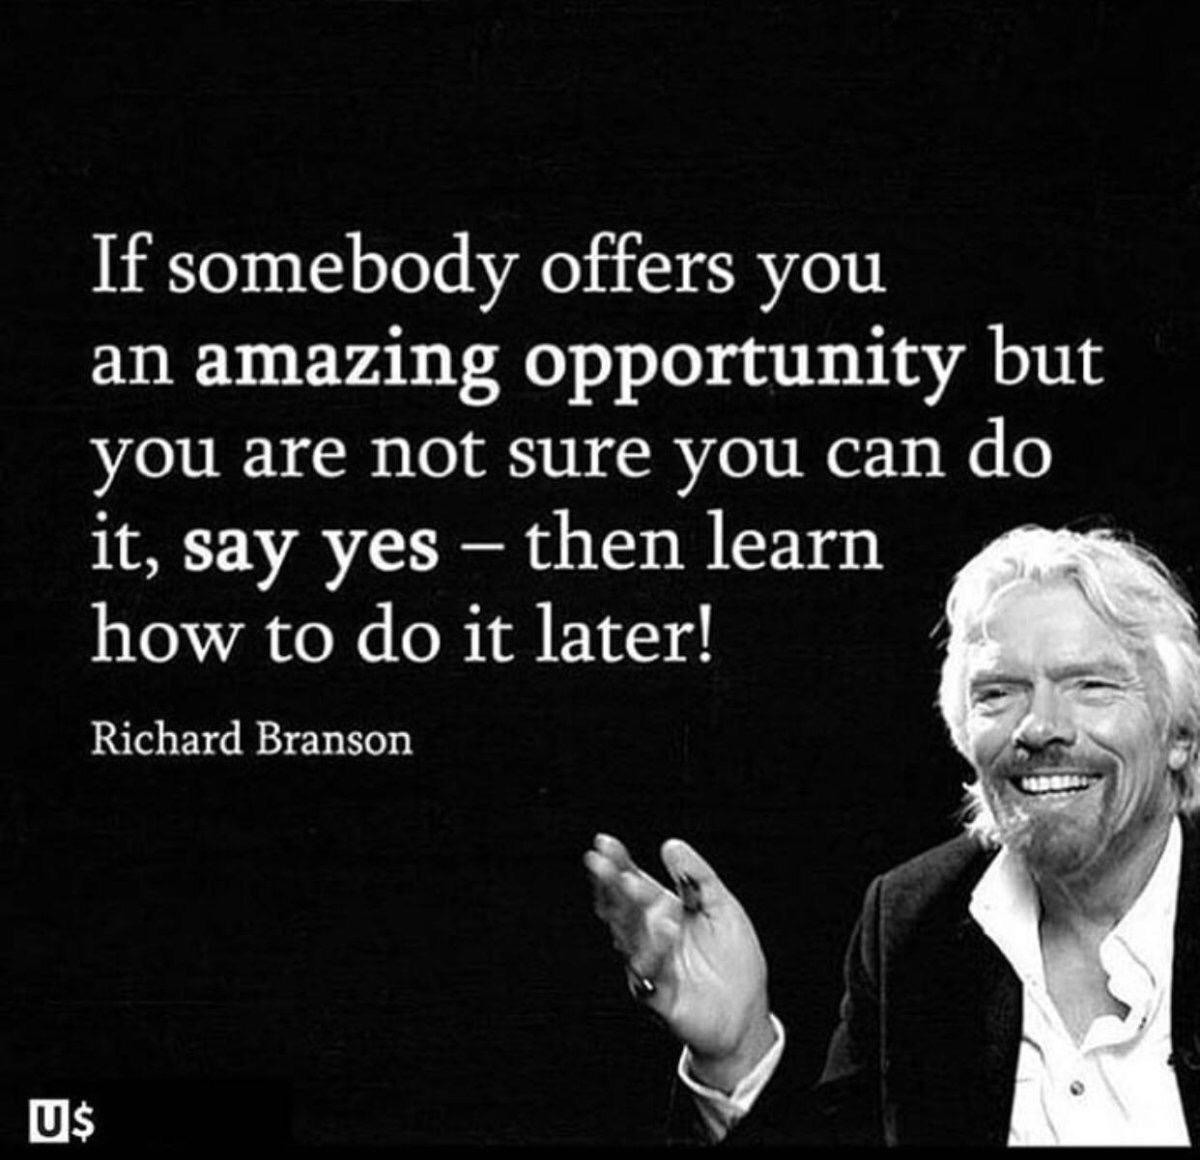 If somebody offers you
an amazing opportunity but
you are not sure you can do
it, say yes – then learn
how to do it later!
Richard Branson
U$